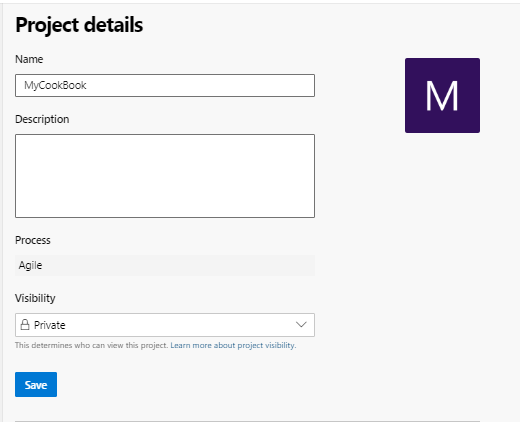 Project details
Name
MyCookBook
M
Description
Process
Agile
Visibility
Private
This determines who can view this project. Learn more about project visibility.
Save